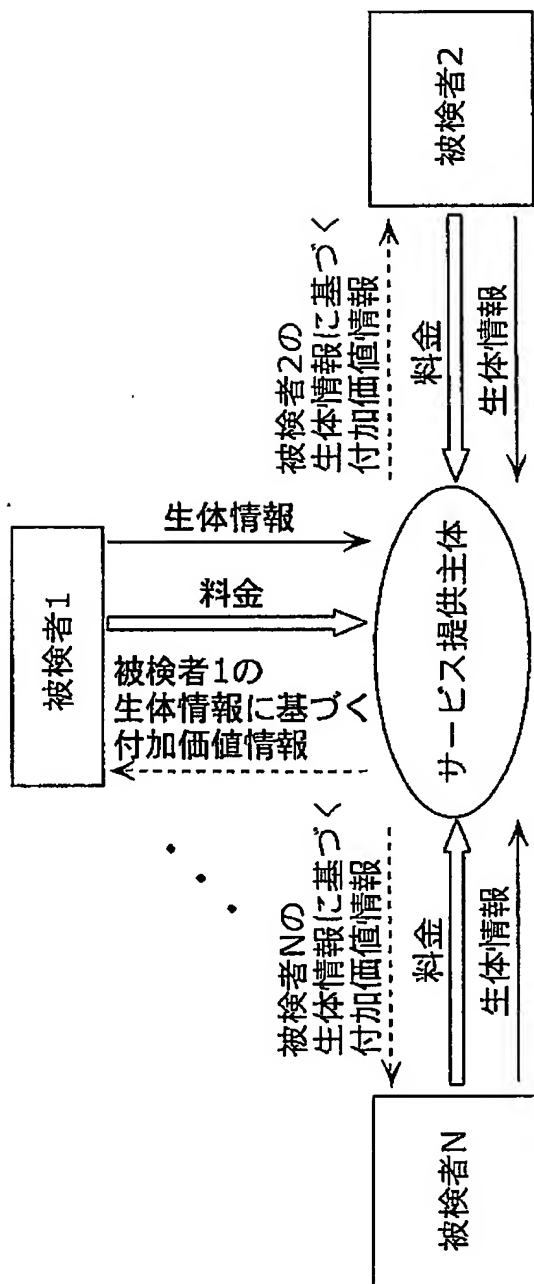 被検者1
生体情報
料金
被検者1の
生体情報に基づく
付加価値情報
被検者2の
生体情報に基づく
付加価値情報
料金
生体情報
被検者2
サービス提供主体
被検者Nの
生体情報に基づく
付加価値情報
料金
生体情報
被検者N